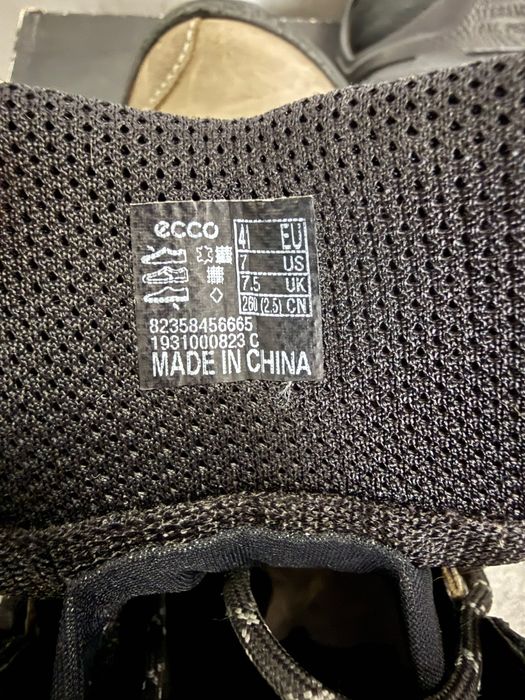 ecco
41 EU
7 US
7.5 UK
260 (2.5) CN
82358456665
1931000823 C
MADE IN CHINA